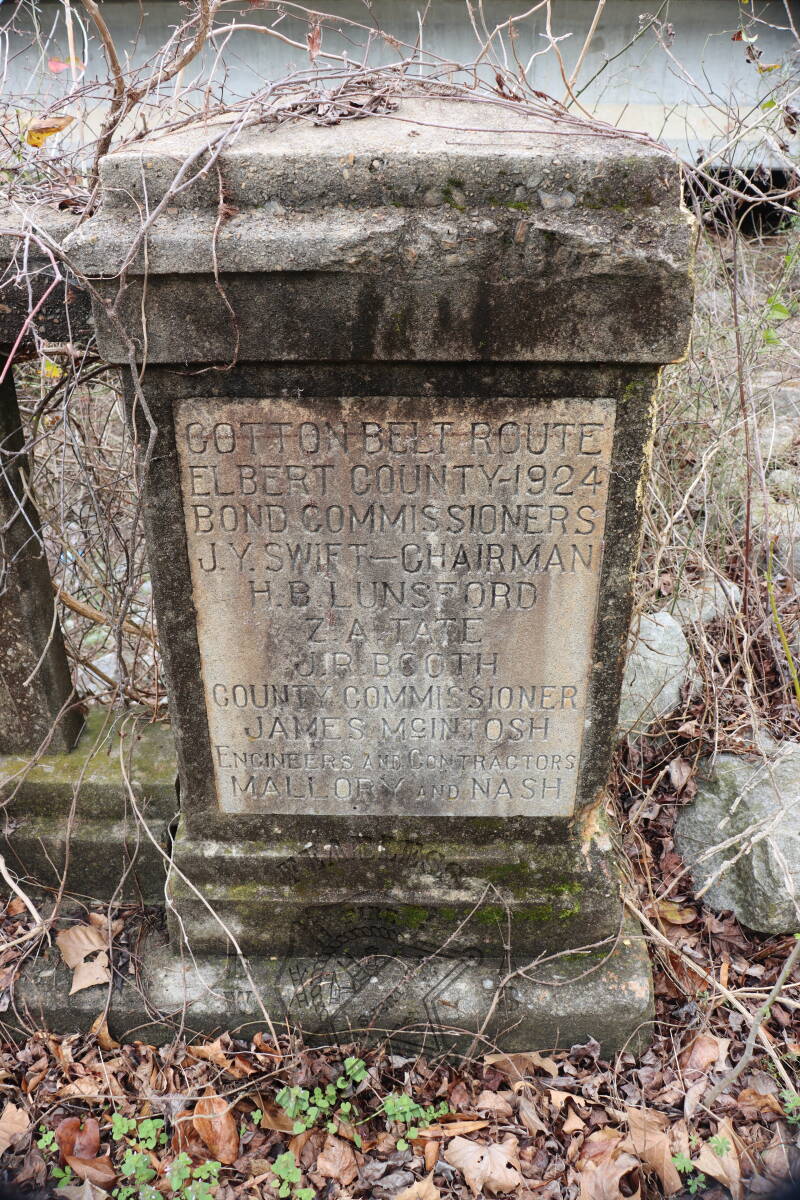 COTTON BELT ROUTE
ELBERT COUNTY-1924
BOND COMMISSIONERS
J.Y. SWIFT-CHAIRMAN
H.B. LUNSFORD
Z.A. TATE
J.R. BOOTH
COUNTY COMMISSIONER
JAMES McINTOSH
ENGINEERS AND CONTRACTORS
MALLORY AND NASH